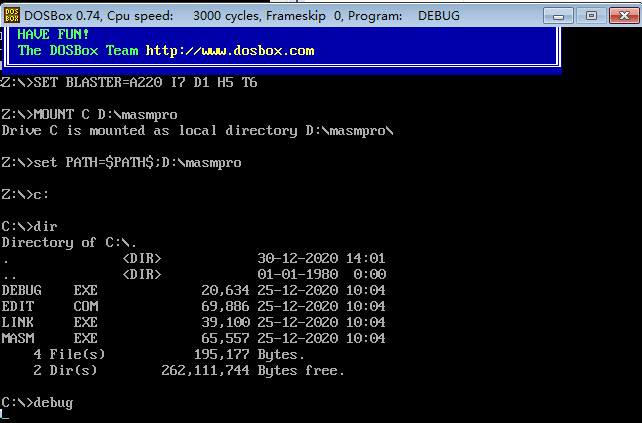 DOSBox 0.74, Cpu speed: 3000 cycles, Frameskip 0, Program: DEBUG
HAVE FUN!
The DOSBox Team http://www.dosbox.com
Z:\>SET BLASTER=A220 I7 D1 H5 T6
Z:\>MOUNT C D:\masmpro
Drive C is mounted as local directory D:\masmpro\
Z:\>set PATH=$PATH$;D:\masmpro
Z:\>c:
C:\>dir
Directory of C:\.
. <DIR> 30-12-2020 14:01
.. <DIR> 01-01-1980 0:00
DEBUG EXE 20,634 25-12-2020 10:04
EDIT COM 69,886 25-12-2020 10:04
LINK EXE 39,100 25-12-2020 10:04
MASM EXE 65,557 25-12-2020 10:04
4 File(s) 195,177 Bytes.
2 Dir(s) 262,111,744 Bytes free.
C:\>debug
_